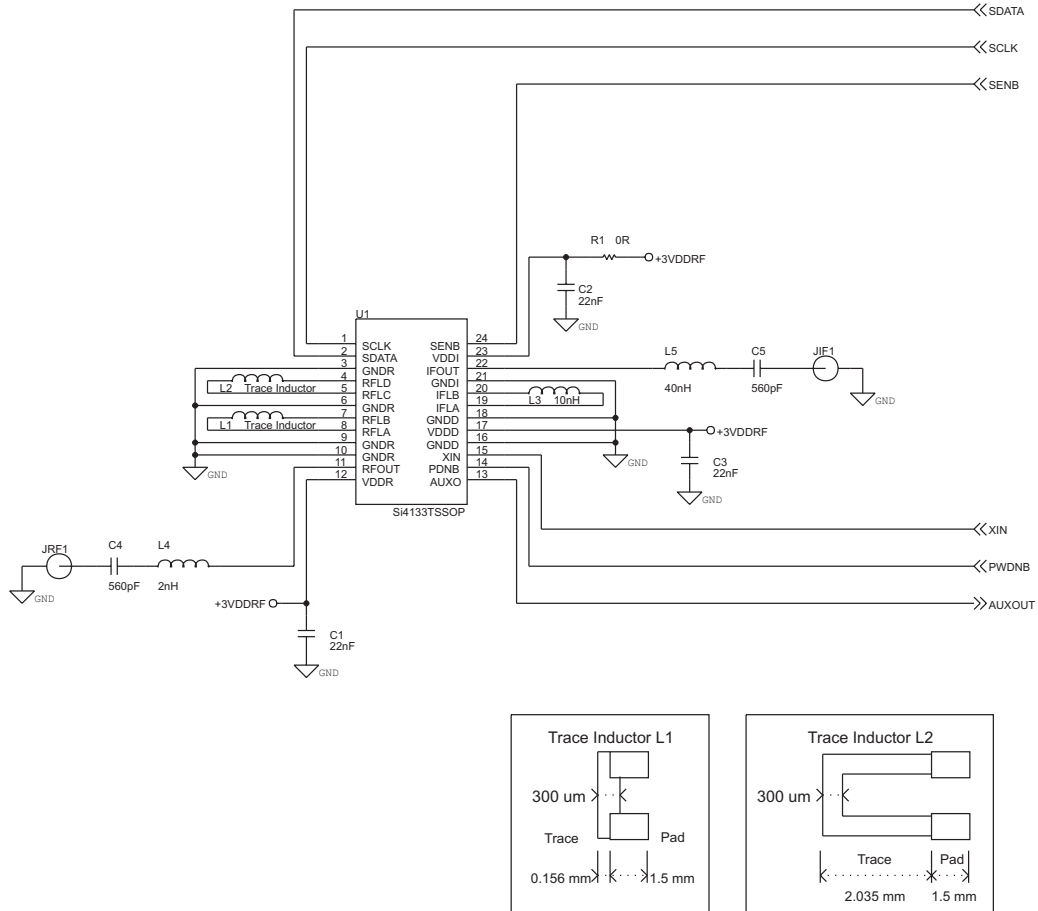 SDATA
SCLK
SENB
R1 0R
+3VDDRF
C2
22nF
GND
U1
1 SCLK SENB 24
2 SDATA VDDI 23
3 GNDR IFOUT 22
4 RFLD GNDI 21
5 RFLC IFLB 20
6 GNDR IFLA 19
7 RFLB GNDD 18
8 RFLA VDDD 17
9 GNDR GNDD 16
10 GNDR XIN 15
11 RFOUT PDNB 14
12 VDDR AUXO 13
Si4133TSSOP
L2 Trace Inductor
L1 Trace Inductor
GND
L5
40nH
C5
560pF
JIF1
GND
L3 10nH
GND
+3VDDRF
C3
22nF
GND
XIN
PWDNB
AUXOUT
JRF1
C4
560pF
L4
2nH
GND
+3VDDRF
C1
22nF
GND
Trace Inductor L1
300 um
Trace Pad
0.156 mm 1.5 mm
Trace Inductor L2
300 um
Trace Pad
2.035 mm 1.5 mm